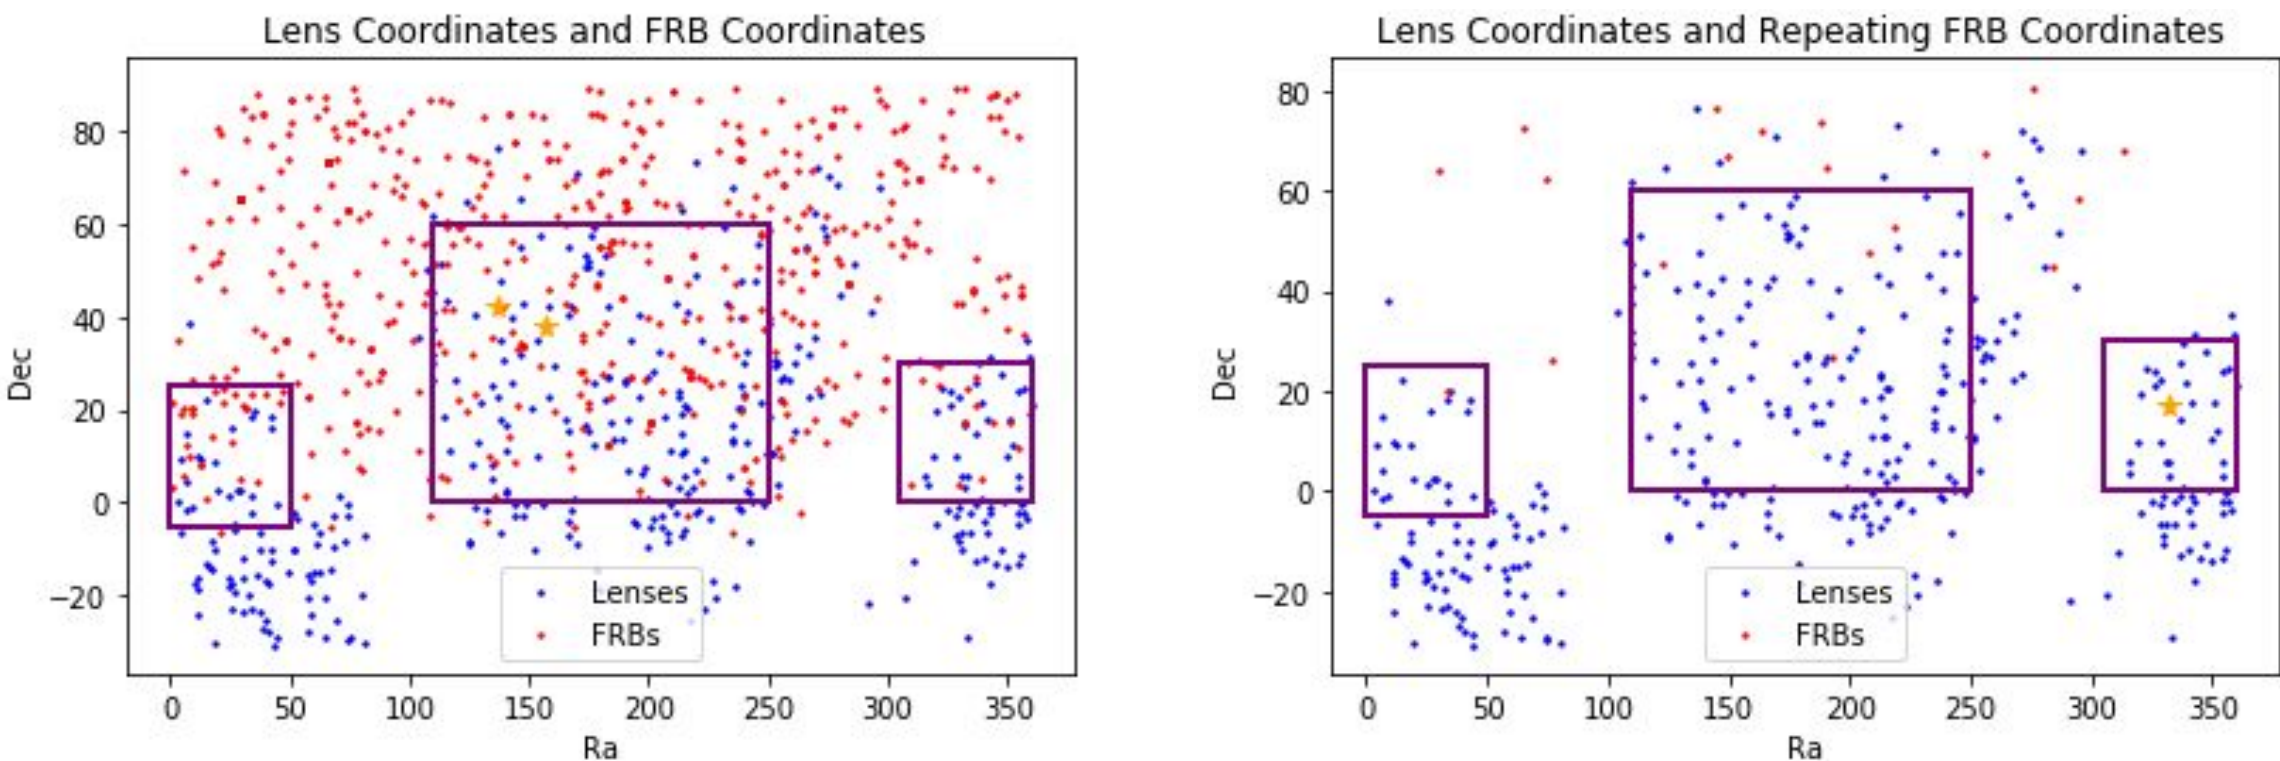 Lens Coordinates and FRB Coordinates
Dec
80
60
40
20
0
−20
Lenses
FRBs
0 50 100 150 200 250 300 350
Ra
Lens Coordinates and Repeating FRB Coordinates
Dec
80
60
40
20
0
−20
Lenses
FRBs
0 50 100 150 200 250 300 350
Ra